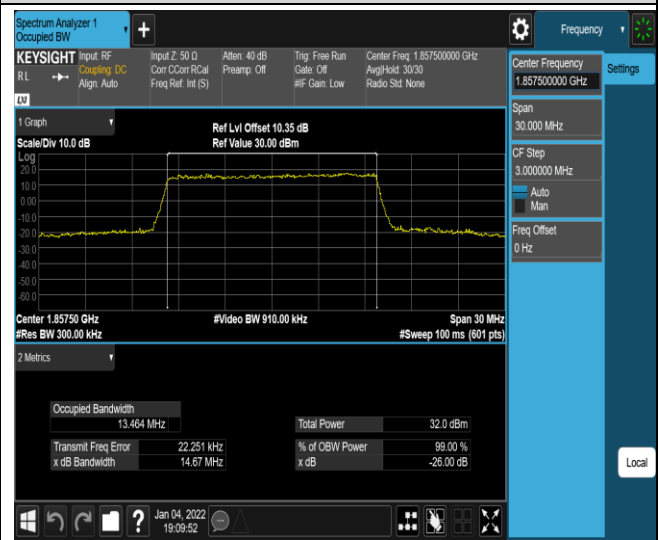 Spectrum Analyzer 1
Occupied BW
Frequency
KEYSIGHT
Input: RF
Coupling: DC
Align: Auto
R L
LXI
Input Z: 50 Ω
Corr CCorr RCal
Freq Ref: Int (S)
Atten: 40 dB
Preamp: Off
Trig: Free Run
Gate: Off
#IF Gain: Low
Center Freq: 1.857500000 GHz
Avg|Hold: 30/30
Radio Std: None
Center Frequency
1.857500000 GHz
Settings
Span
30.000 MHz
CF Step
3.000000 MHz
Auto
Man
Freq Offset
0 Hz
Local
1 Graph
Scale/Div 10.0 dB
Ref Lvl Offset 10.35 dB
Ref Value 30.00 dBm
Log
20.0
10.0
0.00
-10.0
-20.0
-30.0
-40.0
-50.0
-60.0
Center 1.85750 GHz
#Video BW 910.00 kHz
Span 30 MHz
#Res BW 300.00 kHz
#Sweep 100 ms (601 pts)
2 Metrics
Occupied Bandwidth
13.464 MHz
Total Power 32.0 dBm
Transmit Freq Error 22.251 kHz
% of OBW Power 99.00 %
x dB Bandwidth 14.67 MHz
x dB -26.00 dB
?
Jan 04, 2022
19:09:52